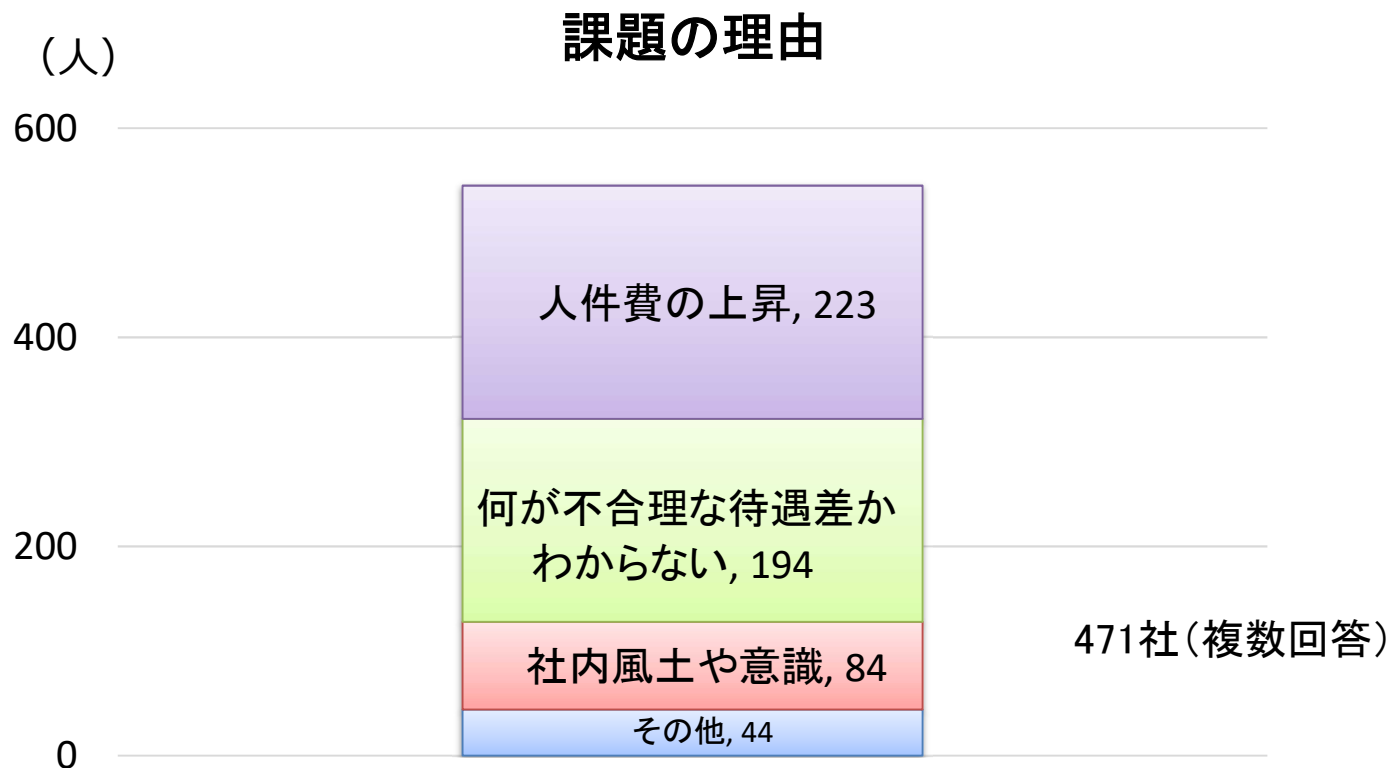 課題の理由
（人）
600
400
200
0
人件費の上昇, 223
何が不合理な待遇差か
わからない, 194
社内風土や意識, 84
その他, 44
471社（複数回答）